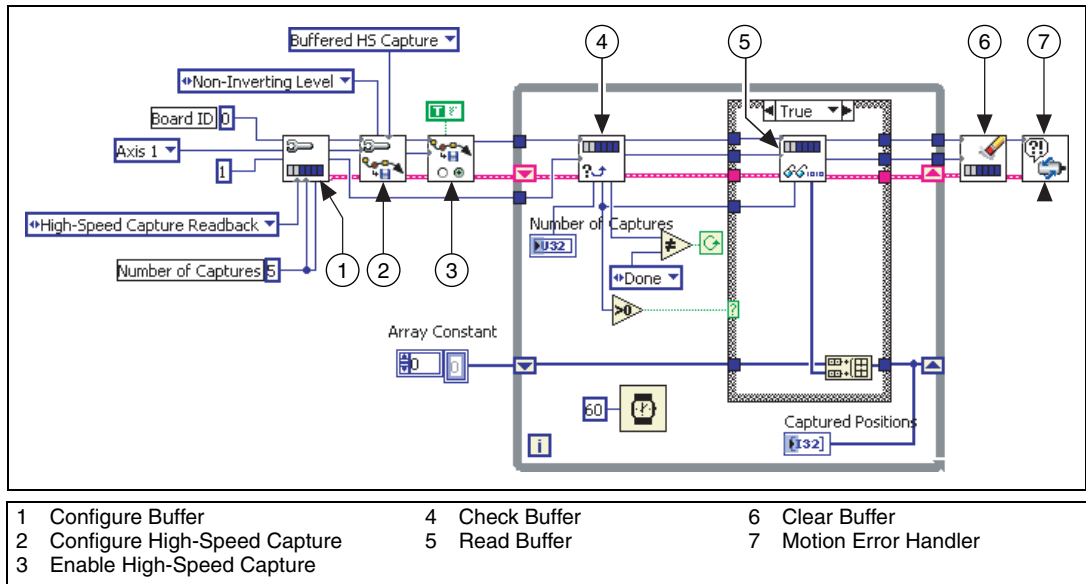 Buffered HS Capture
4
5
6
7
Non-Inverting Level
True
Board ID 0
T
Axis 1
1
?!
?
1010
Number of Captures
High-Speed Capture Readback
U32
≠
Done
Number of Captures 5
1
2
3
>0
?
Array Constant
0
0
60
Captured Positions
I32
i
1 Configure Buffer
2 Configure High-Speed Capture
3 Enable High-Speed Capture
4 Check Buffer
5 Read Buffer
6 Clear Buffer
7 Motion Error Handler